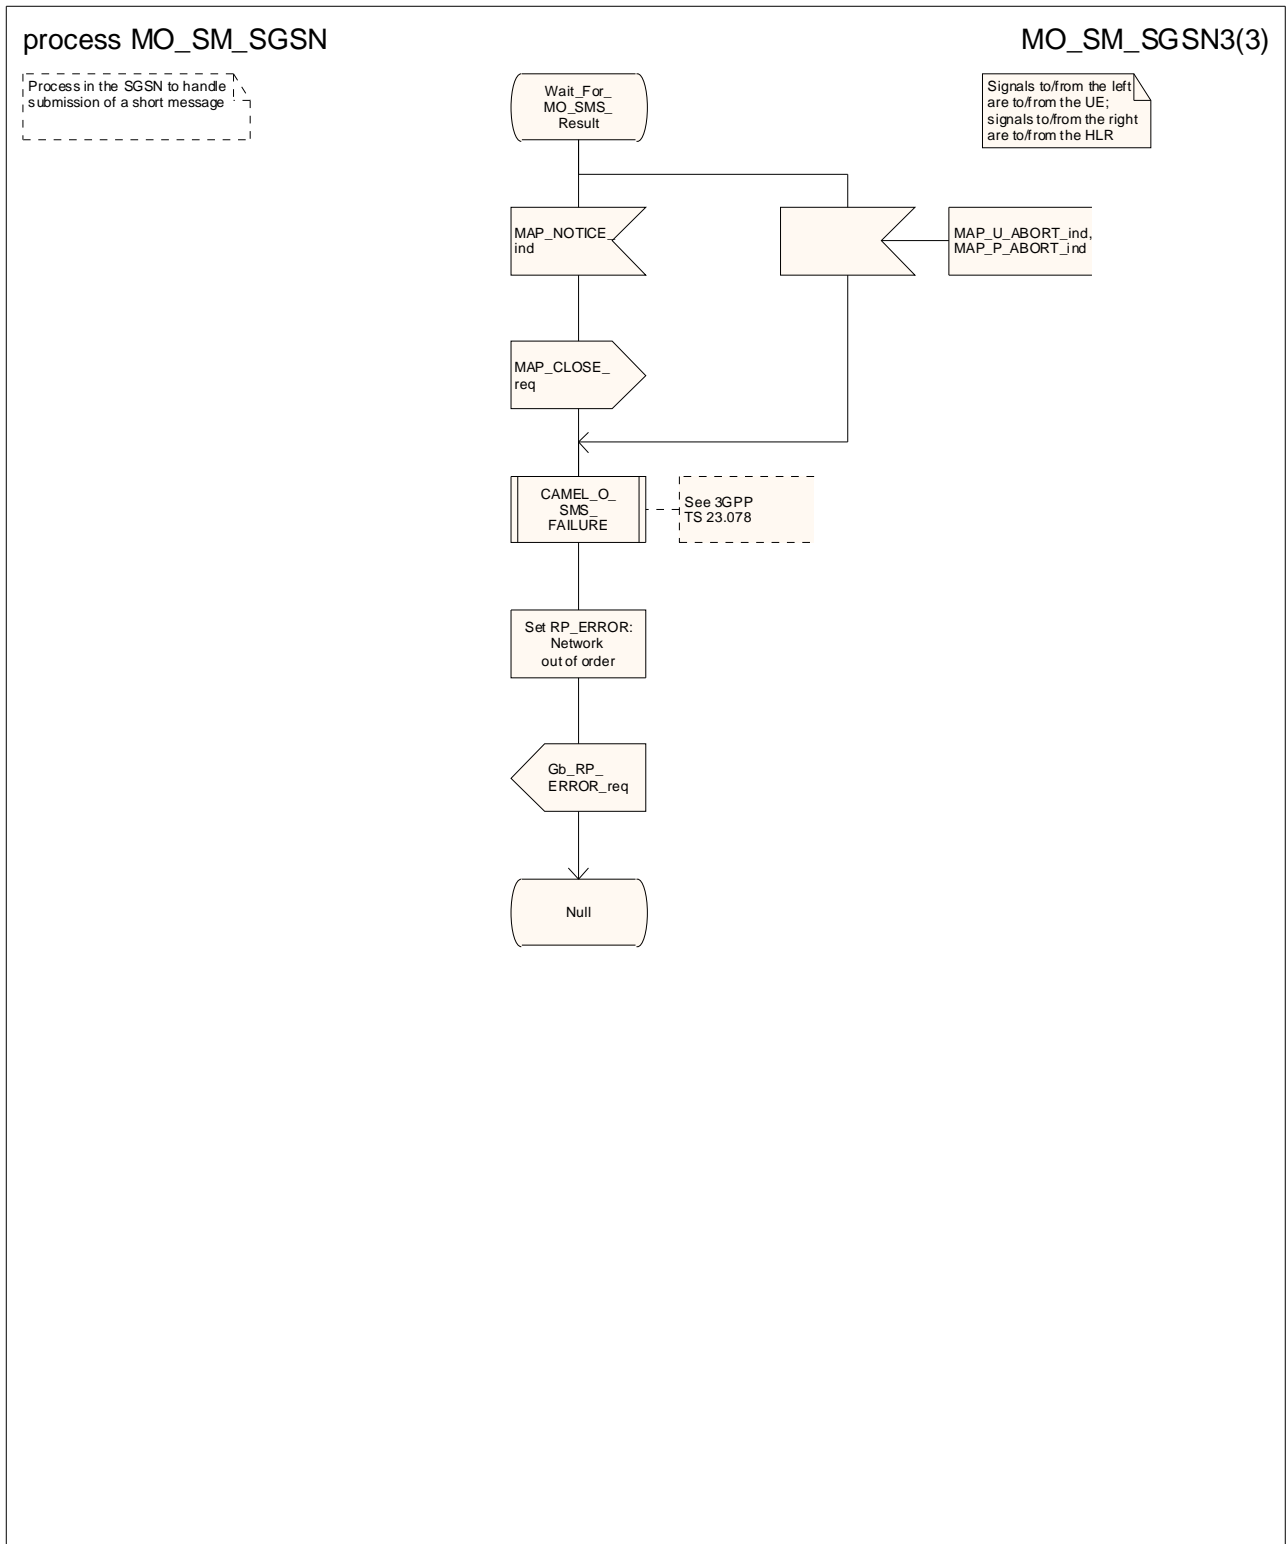 process MO_SM_SGSN
MO_SM_SGSN3(3)
Process in the SGSN to handle
submission of a short message
Wait_For_
MO_SMS_
Result
Signals to/from the left
are to/from the UE;
signals to/from the right
are to/from the HLR
MAP_NOTICE_
ind
MAP_U_ABORT_ind,
MAP_P_ABORT_ind
MAP_CLOSE_
req
CAMEL_O_
SMS_
FAILURE
See 3GPP
TS 23.078
Set RP_ERROR:
Network
out of order
Gb_RP_
ERROR_req
Null